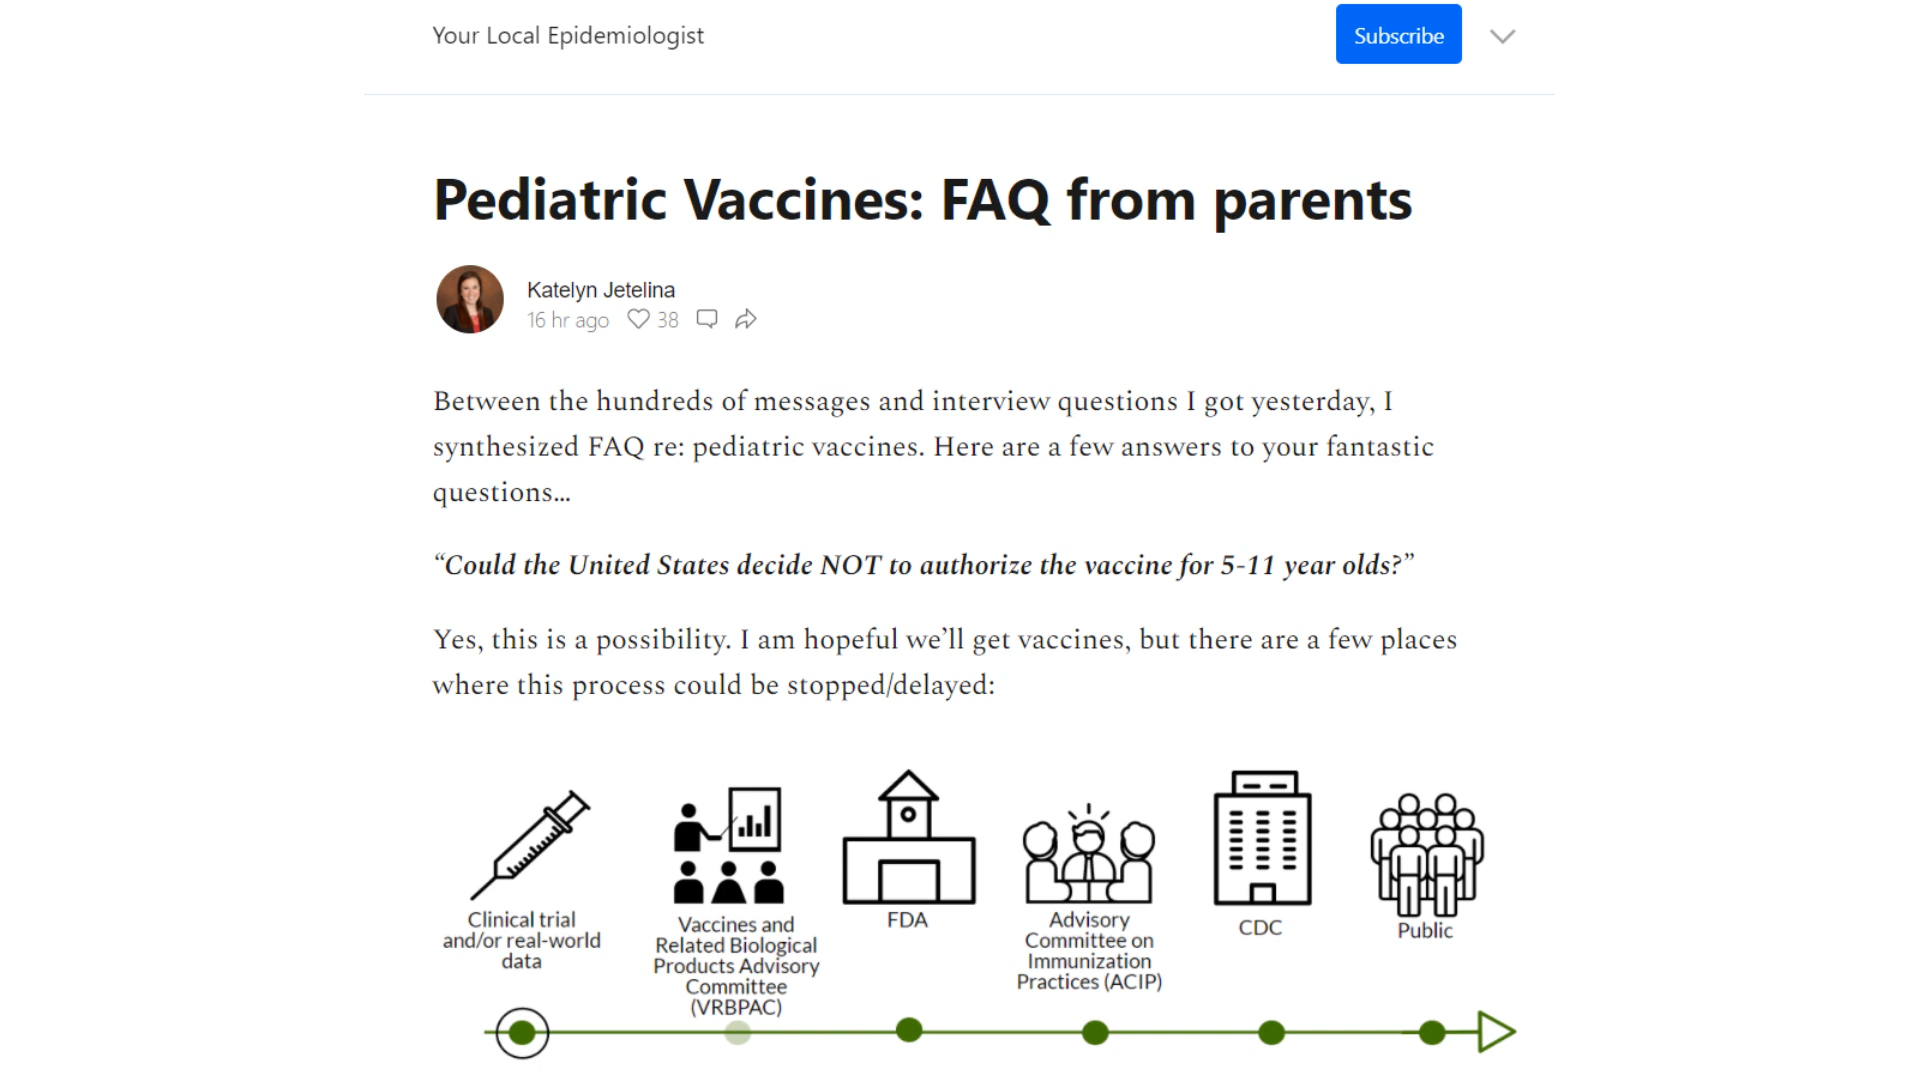 Your Local Epidemiologist
Subscribe
Pediatric Vaccines: FAQ from parents
Katelyn Jetelina
16 hr ago 38
Between the hundreds of messages and interview questions I got yesterday, I
synthesized FAQ re: pediatric vaccines. Here are a few answers to your fantastic
questions…
“Could the United States decide NOT to authorize the vaccine for 5-11 year olds?”
Yes, this is a possibility. I am hopeful we’ll get vaccines, but there are a few places
where this process could be stopped/delayed:
Clinical trial
and/or real-world
data
Vaccines and
Related Biological
Products Advisory
Committee
(VRBPAC)
FDA
Advisory
Committee on
Immunization
Practices (ACIP)
CDC
Public